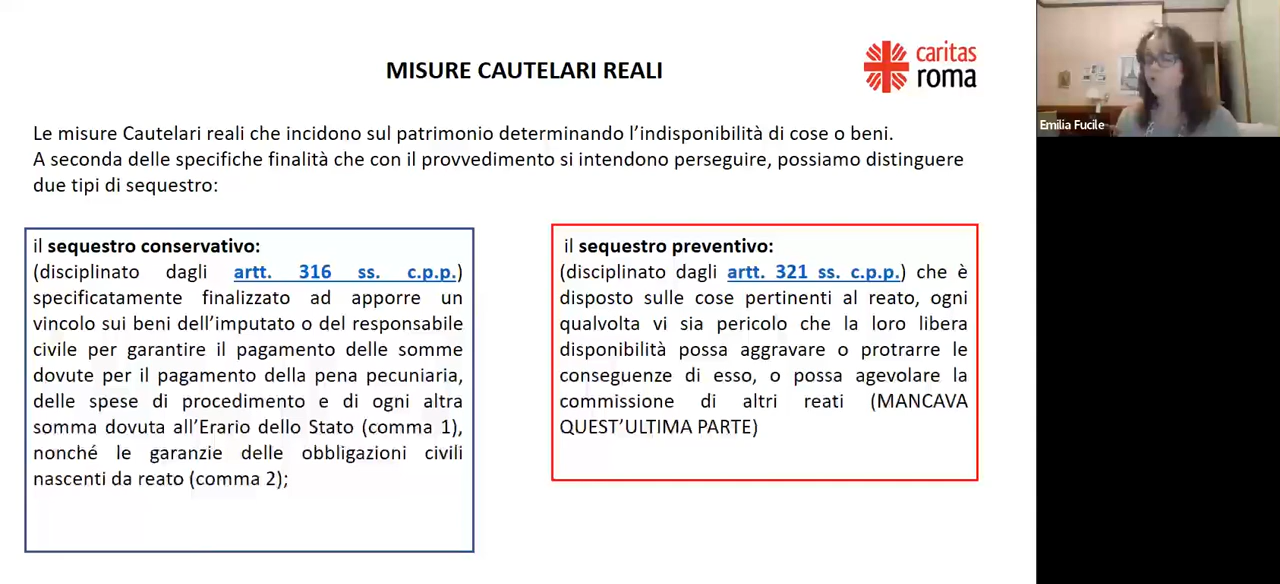 MISURE CAUTELARI REALI
caritas
roma
Le misure Cautelari reali che incidono sul patrimonio determinando l’indisponibilità di cose o beni.
A seconda delle specifiche finalità che con il provvedimento si intendono perseguire, possiamo distinguere
due tipi di sequestro:
il sequestro conservativo:
(disciplinato dagli artt. 316 ss. c.p.p.)
specificatamente finalizzato ad apporre un
vincolo sui beni dell’imputato o del responsabile
civile per garantire il pagamento delle somme
dovute per il pagamento della pena pecuniaria,
delle spese di procedimento e di ogni altra
somma dovuta all’Erario dello Stato (comma 1),
nonché le garanzie delle obbligazioni civili
nascenti da reato (comma 2);
il sequestro preventivo:
(disciplinato dagli artt. 321 ss. c.p.p.) che è
disposto sulle cose pertinenti al reato, ogni
qualvolta vi sia pericolo che la loro libera
disponibilità possa aggravare o protrarre le
conseguenze di esso, o possa agevolare la
commissione di altri reati (MANCAVA
QUEST’ULTIMA PARTE)
Emilia Fucile